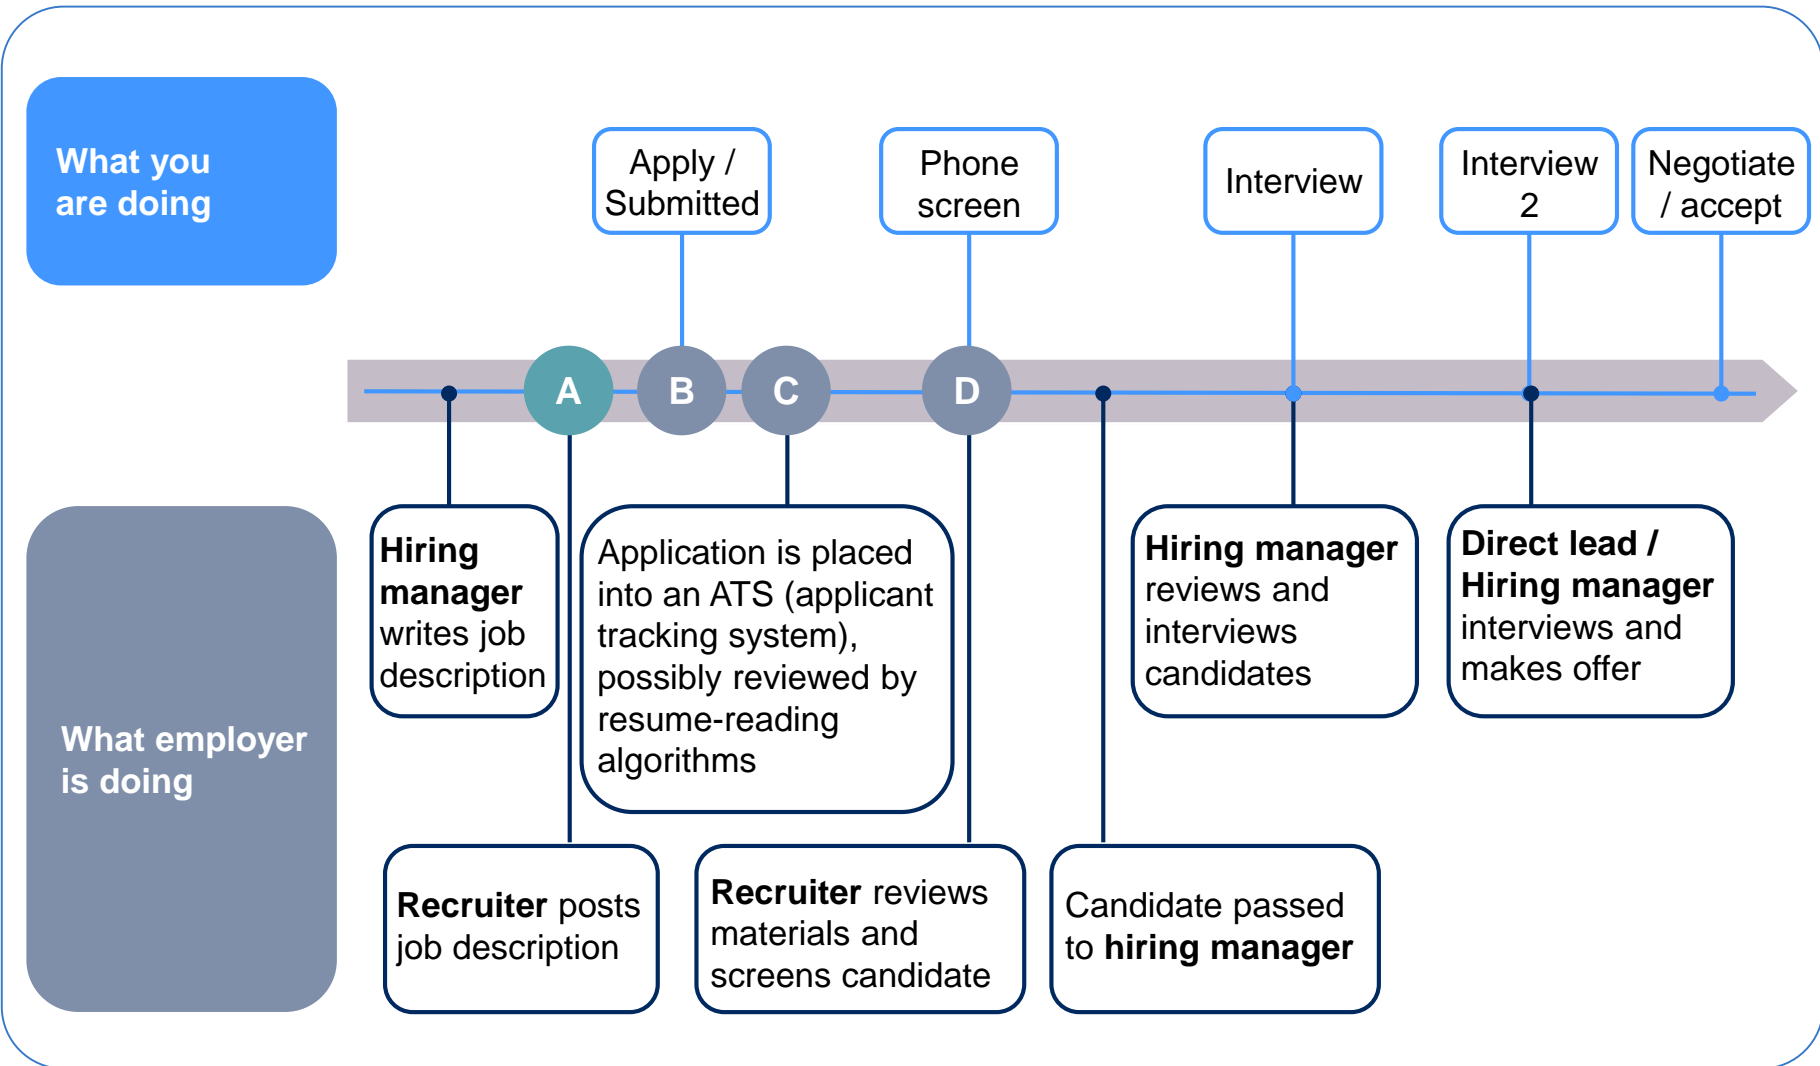 What you
are doing
Apply /
Submitted
Phone
screen
Interview
Interview
2
Negotiate
/ accept
A
B
C
D
What employer
is doing
Hiring
manager
writes job
description
Application is placed
into an ATS (applicant
tracking system),
possibly reviewed by
resume-reading
algorithms
Hiring manager
reviews and
interviews
candidates
Direct lead /
Hiring manager
interviews and
makes offer
Recruiter posts
job description
Recruiter reviews
materials and
screens candidate
Candidate passed
to hiring manager